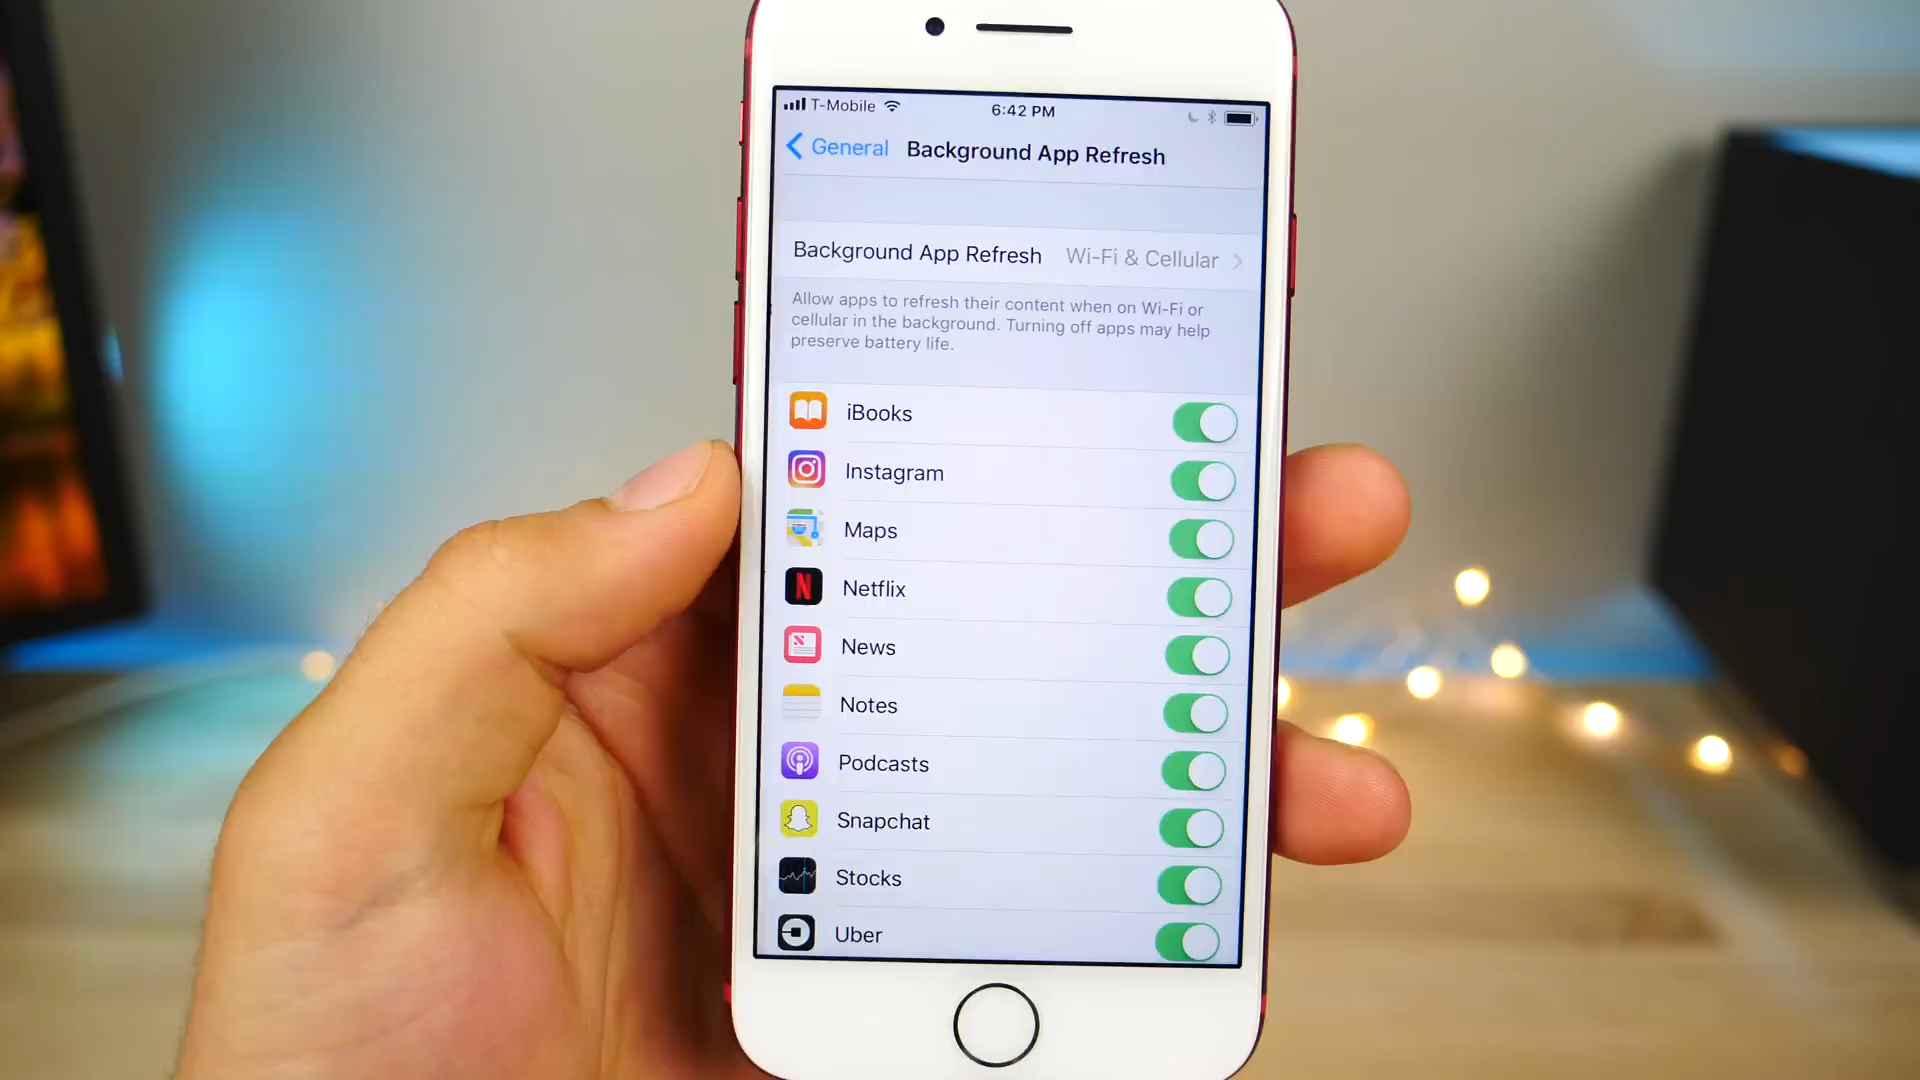 T-Mobile 6:42 PM
General Background App Refresh
Background App Refresh Wi-Fi & Cellular
Allow apps to refresh their content when on Wi-Fi or
cellular in the background. Turning off apps may help
preserve battery life.
iBooks
Instagram
Maps
Netflix
News
Notes
Podcasts
Snapchat
Stocks
Uber